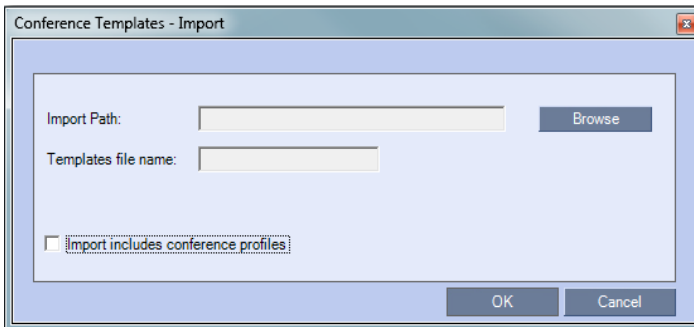 Conference Templates - Import
Import Path:
Browse
Templates file name:
Import includes conference profiles
OK
Cancel